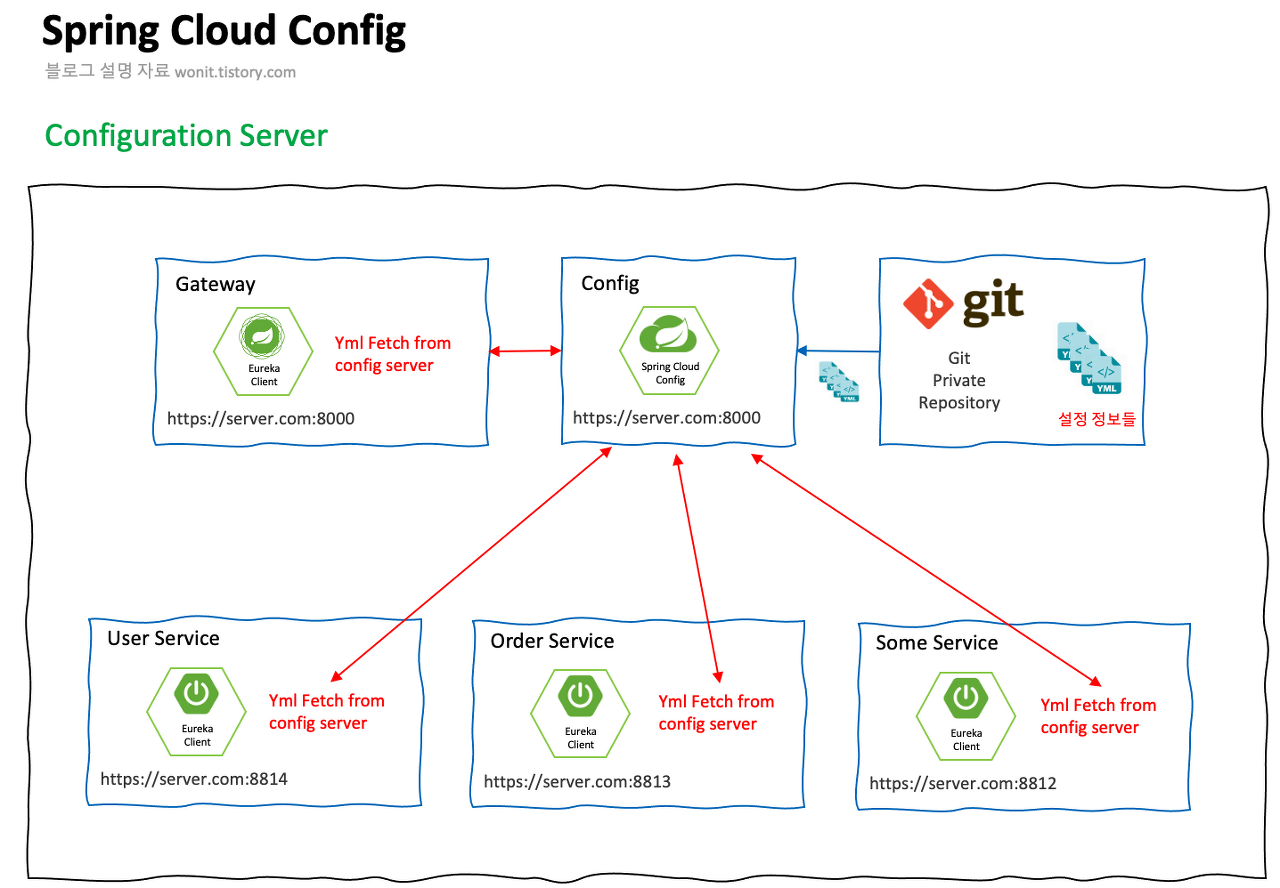 Spring Cloud Config
블로그 설명 자료 wonit.tistory.com
Configuration Server
Gateway
Eureka
Client
Yml Fetch from
config server
https://server.com:8000
Config
Spring Cloud
Config
https://server.com:8000
YML
git
Git
Private
Repository
YML
설정 정보들
User Service
Eureka
Client
Yml Fetch from
config server
https://server.com:8814
Order Service
Eureka
Client
Yml Fetch from
config server
https://server.com:8813
Some Service
Eureka
Client
Yml Fetch from
config server
https://server.com:8812